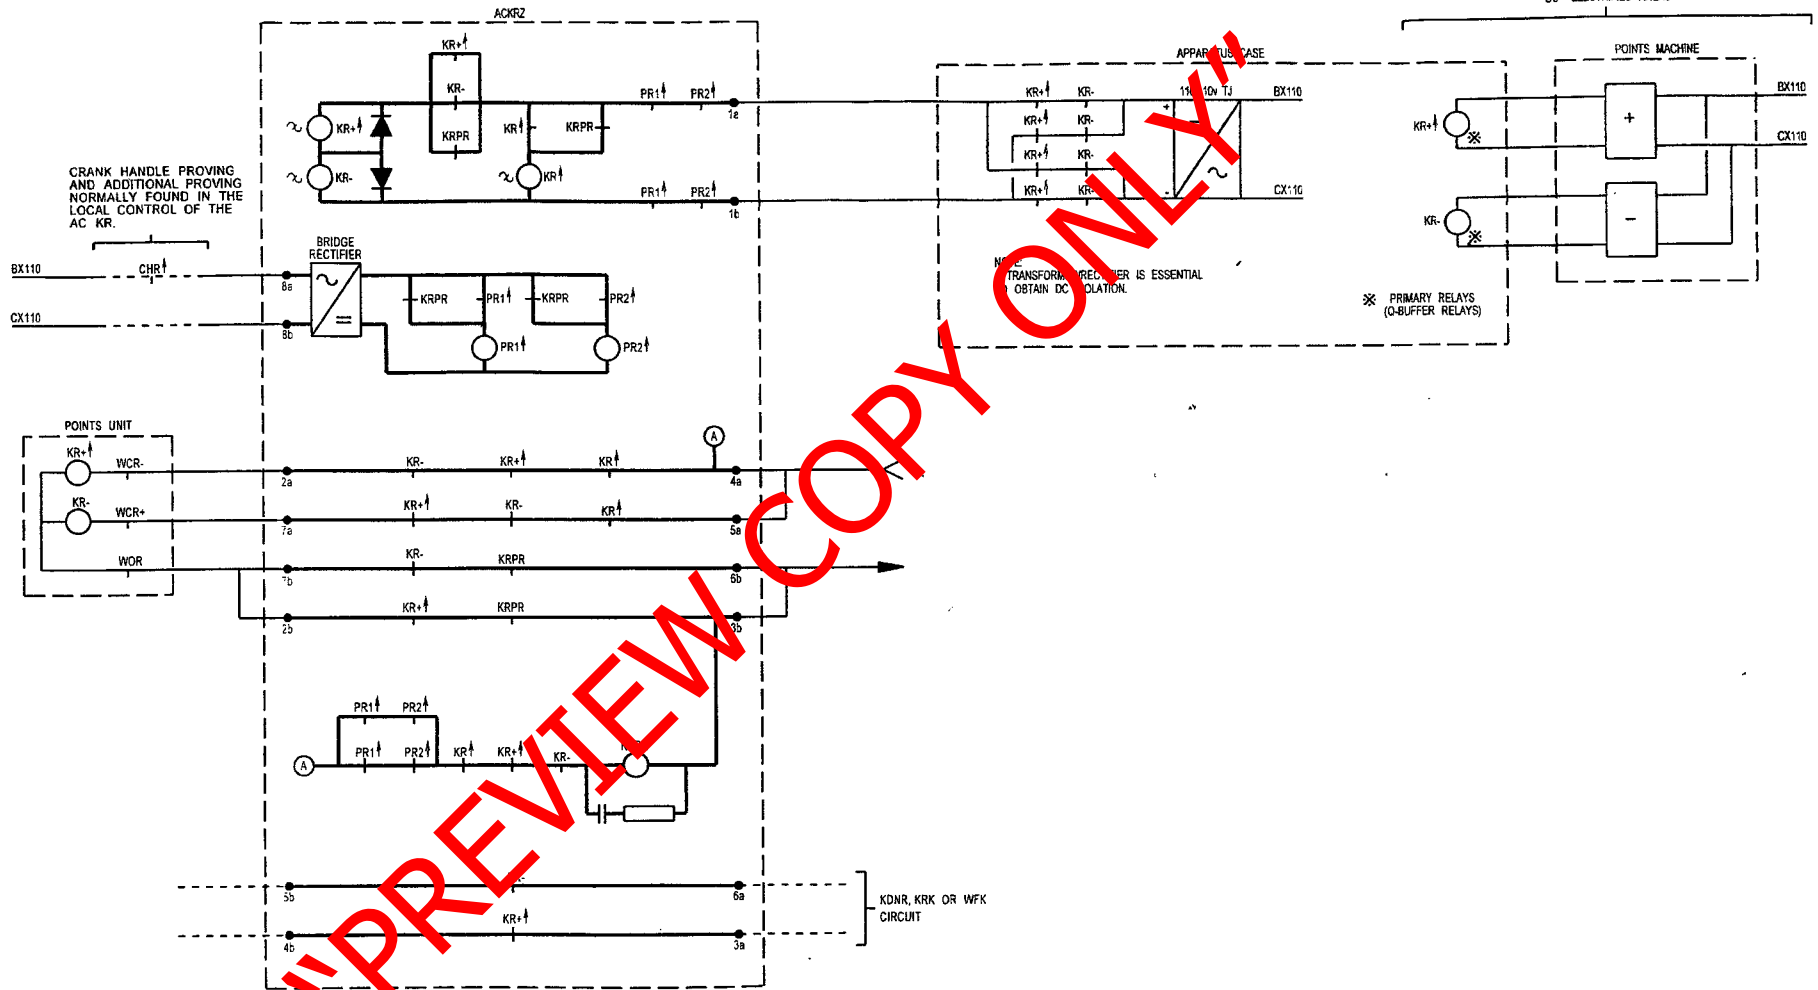 ACKRZ
KR+
KR-
KRPR
KR+
KR-
KR
KRPR
KR
PR1 PR2
1a
PR1 PR2
1b
CRANK HANDLE PROVING
AND ADDITIONAL PROVING
NORMALLY FOUND IN THE
LOCAL CONTROL OF THE
AC KR.
BX110
CHR
8a
CX110
8b
BRIDGE
RECTIFIER
KRPR
PR1
KRPR
PR2
PR1
PR2
APPARATUS CASE
KR+ KR-
KR+ KR-
KR+ KR-
KR+ KR-
+
-
BX110
CX110
TRANSFORMER/RECTIFIER IS ESSENTIAL
OBTAIN DC ISOLATION.
※ PRIMARY RELAYS
(Q-BUFFER RELAYS)
KR+
※
KR-
※
POINTS MACHINE
+
-
BX110
CX110
POINTS UNIT
KR+
WCR-
KR-
WCR+
WOR
2a
KR- KR+ KR
A
4a
7a
KR+ KR- KR
5a
7b
KR- KRPR
6b
2b
KR+ KRPR
3b
PR1 PR2
A
PR1 PR2 KR KR+ KR-
5b
6a
4b
KR+
3a
KDNR, KRK OR WFK
CIRCUIT
"PREVIEW COPY ONLY"